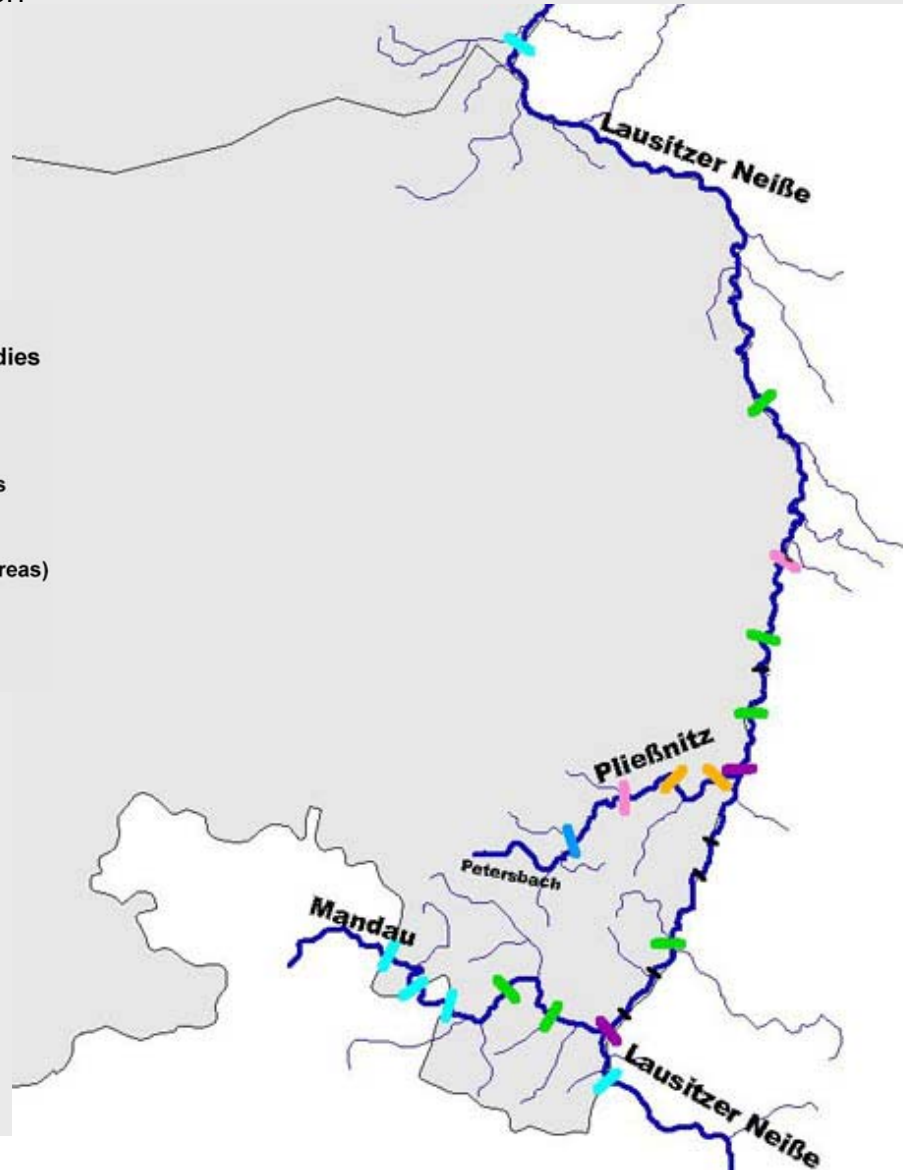 Lausitzer Neiße
dies
s
reas)
Pließnitz
Petersbach
Mandau
Lausitzer Neiße